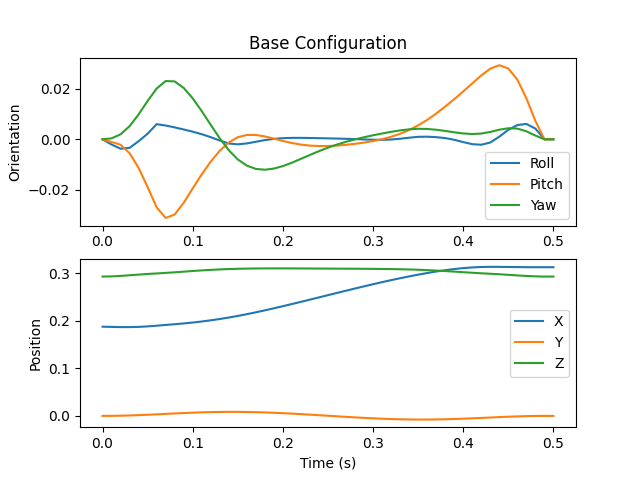 Base Configuration
Orientation
0.02
0.00
−0.02
Roll
Pitch
Yaw
0.0 0.1 0.2 0.3 0.4 0.5
Position
0.3
0.2
0.1
0.0
X
Y
Z
0.0 0.1 0.2 0.3 0.4 0.5
Time (s)